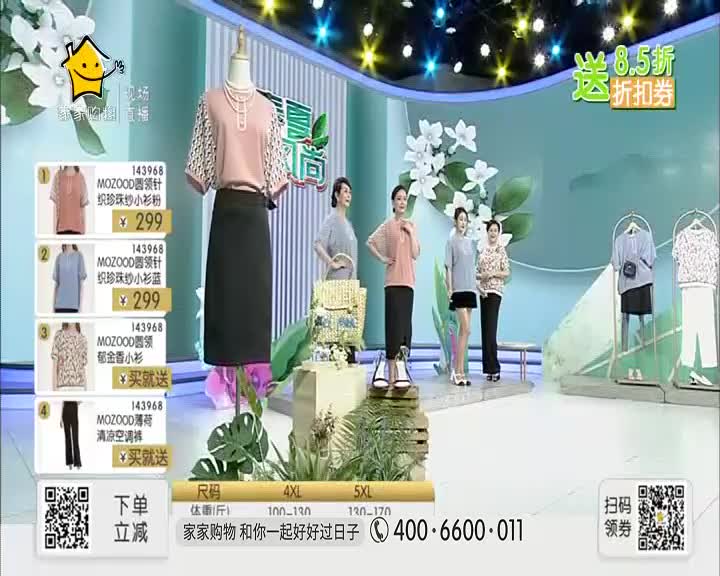 家家购物
现场
直播
送
8.5折
折扣券
夏
尚
1
143968
MOZOOD圆领针
织珍珠纱小衫粉
¥ 299
2
143968
MOZOOD圆领针
织珍珠纱小衫蓝
¥ 299
3
143968
MOZOOD圆领
郁金香小衫
¥买就送
4
143968
MOZOOD薄荷
清凉空调裤
¥买就送
尺码 4XL 5XL
体重(斤) 100-130 130-170
下单
立减
家家购物 和你一起好好过日子
400·6600·011
扫码
领券